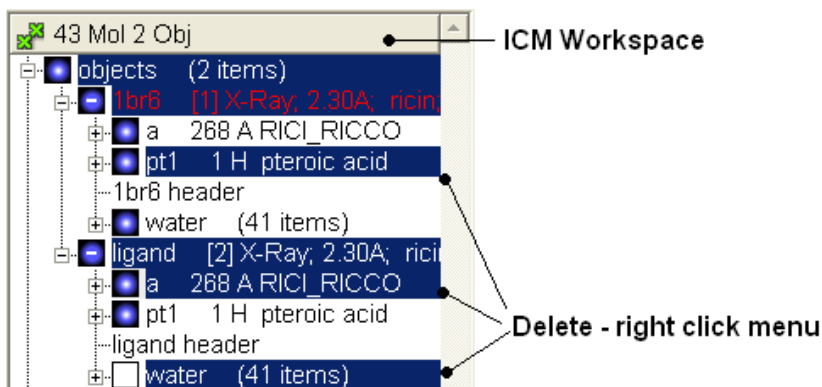 43 Mol 2 Obj
ICM Workspace
objects (2 items)
1br6 [1] X-Ray; 2.30A; ricin;
a 268 A RICI_RICCO
pt1 1 H pteroic acid
1br6 header
water (41 items)
ligand [2] X-Ray; 2.30A; rici
a 268 A RICI_RICCO
pt1 1 H pteroic acid
Delete - right click menu
ligand header
water (41 items)